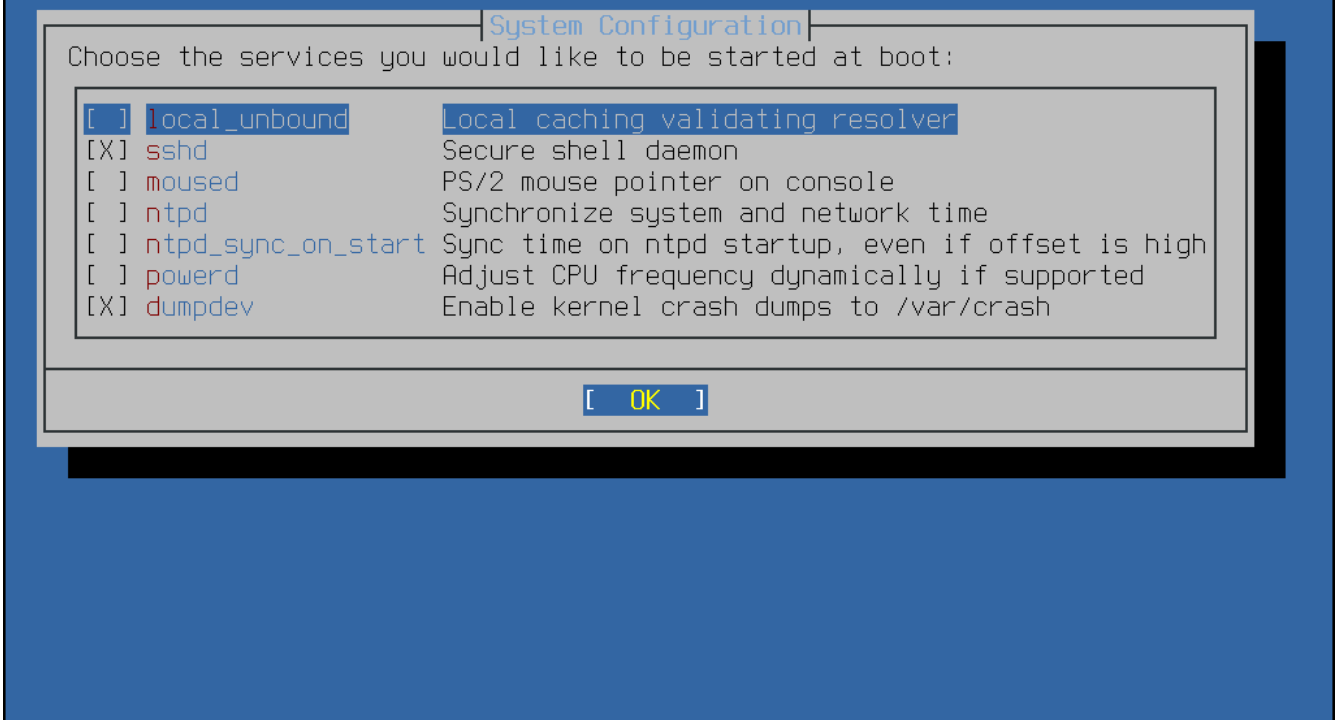 System Configuration
Choose the services you would like to be started at boot:
[ ] local_unbound Local caching validating resolver
[X] sshd Secure shell daemon
[ ] moused PS/2 mouse pointer on console
[ ] ntpd Synchronize system and network time
[ ] ntpd_sync_on_start Sync time on ntpd startup, even if offset is high
[ ] powerd Adjust CPU frequency dynamically if supported
[X] dumpdev Enable kernel crash dumps to /var/crash
[ OK ]